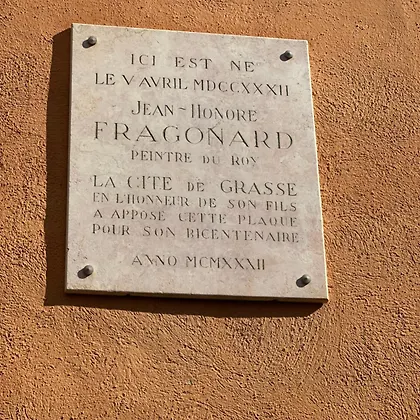 ICI EST NE
LE V AVRIL MDCCXXXII
JEAN-HONORE
FRAGONARD
PEINTRE DU ROY
LA CITE DE GRASSE
EN L'HONNEUR DE SON FILS
A APPOSE CETTE PLAQUE
POUR SON BICENTENAIRE
ANNO MCMXXXII